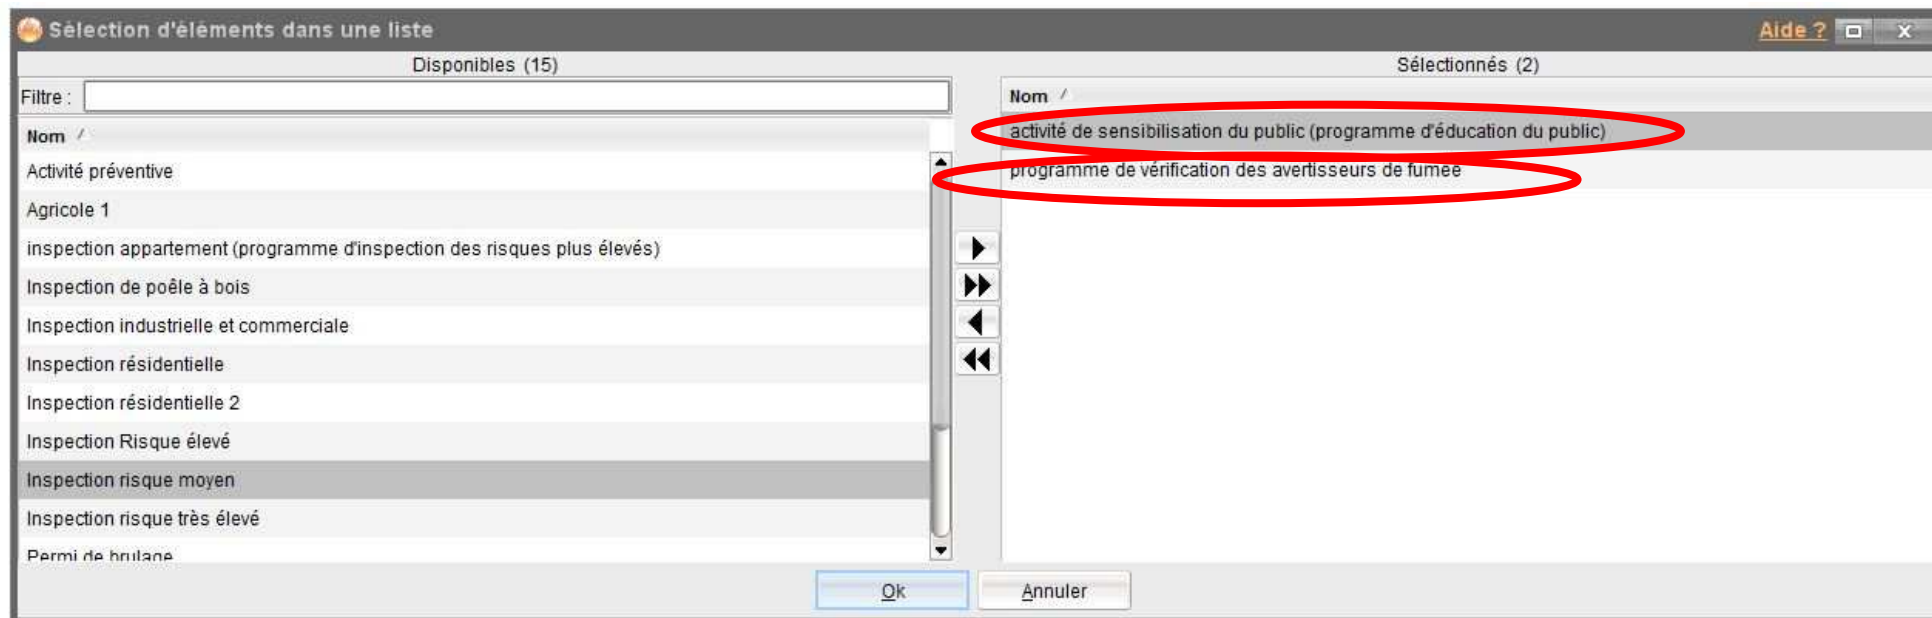 Sélection d'éléments dans une liste
Aide ?
Disponibles (15)
Sélectionnés (2)
Filtre :
Nom
Activité préventive
Agricole 1
inspection appartement (programme d'inspection des risques plus élevés)
Inspection de poêle à bois
Inspection industrielle et commerciale
Inspection résidentielle
Inspection résidentielle 2
Inspection Risque élevé
Inspection risque moyen
Inspection risque très élevé
Permi de brulage
Nom
activité de sensibilisation du public (programme d'éducation du public)
programme de vérification des avertisseurs de fumée
Ok
Annuler